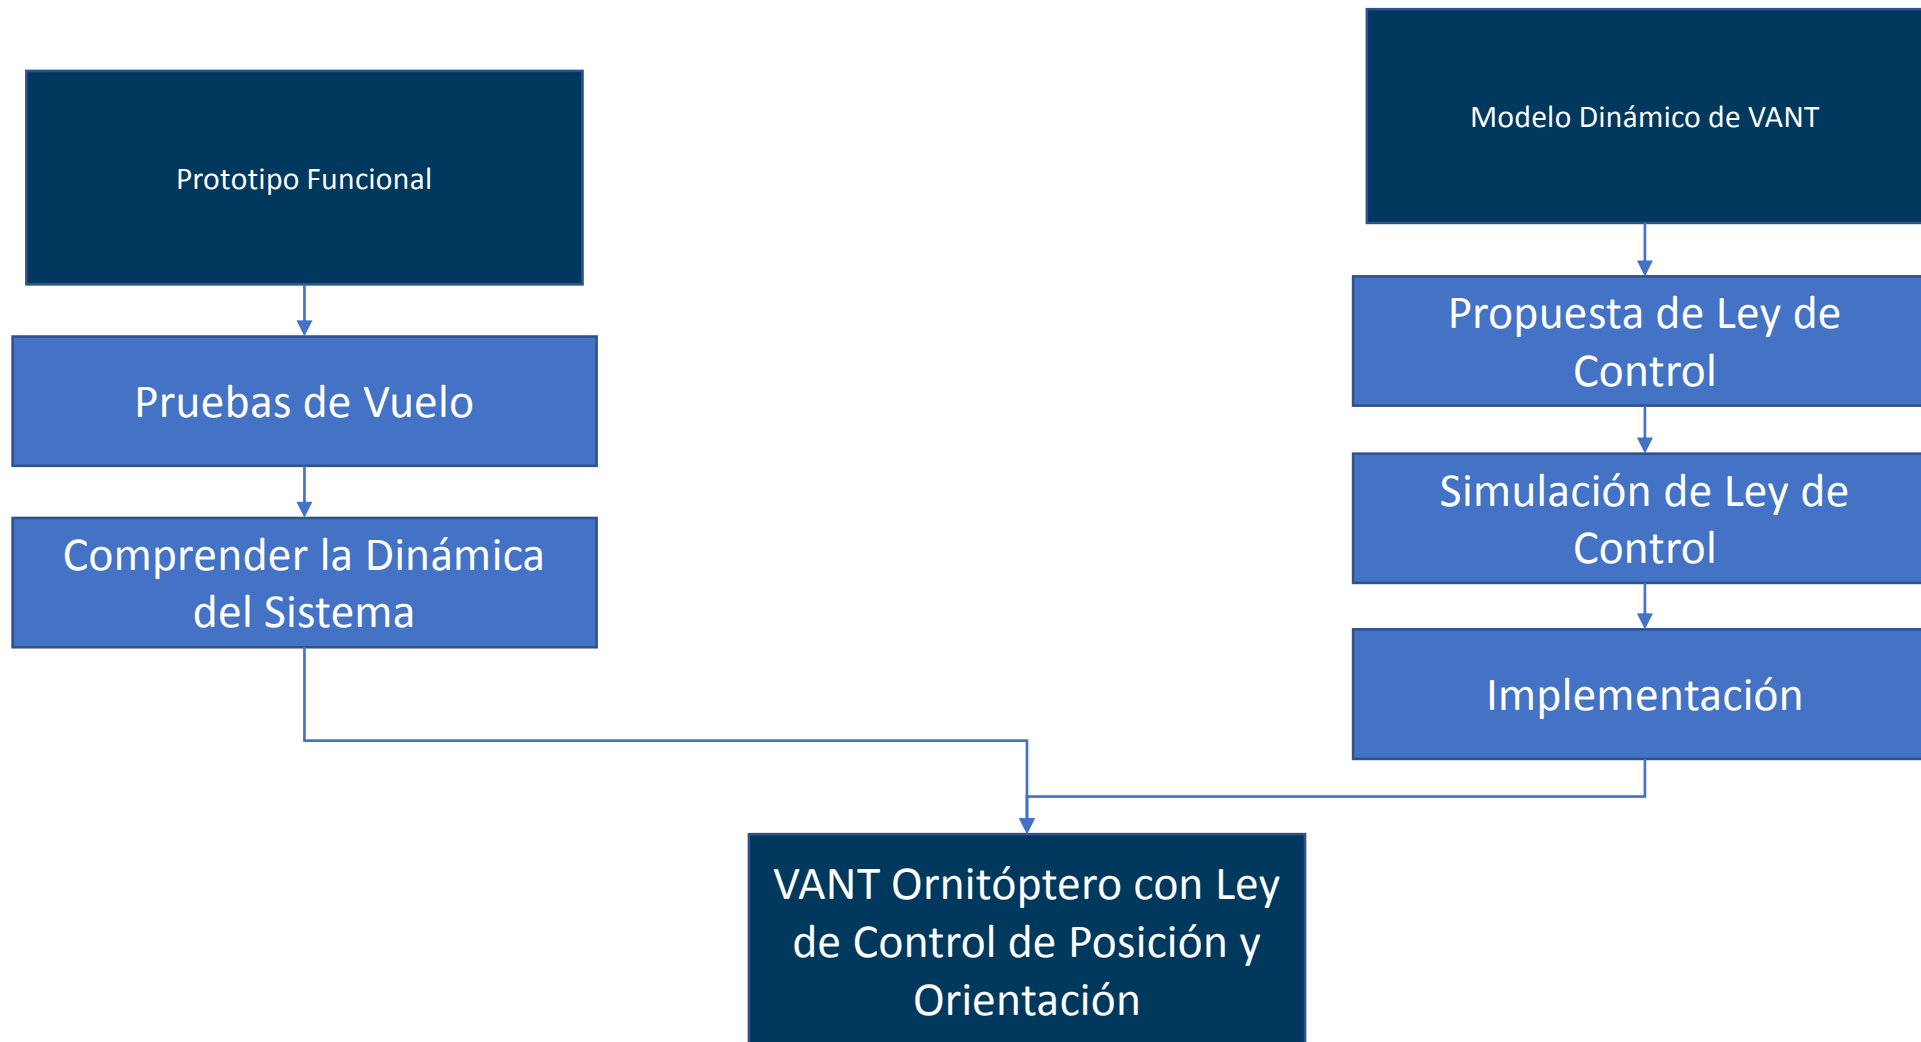 Prototipo Funcional
Pruebas de Vuelo
Comprender la Dinámica
del Sistema
Modelo Dinámico de VANT
Propuesta de Ley de
Control
Simulación de Ley de
Control
Implementación
VANT Ornitóptero con Ley
de Control de Posición y
Orientación